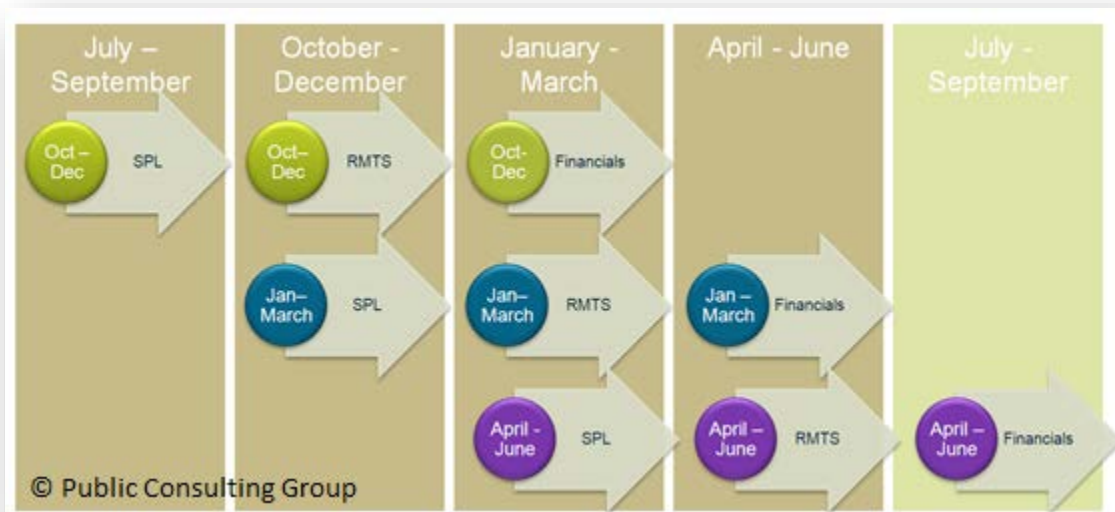 July –
September
October -
December
January -
March
April - June
July -
September
Oct –
Dec
SPL
Oct–
Dec
RMTS
Oct-
Dec
Financials
Jan–
March
SPL
Jan–
March
RMTS
Jan –
March
Financials
April -
June
SPL
April –
June
RMTS
April –
June
Financials
© Public Consulting Group